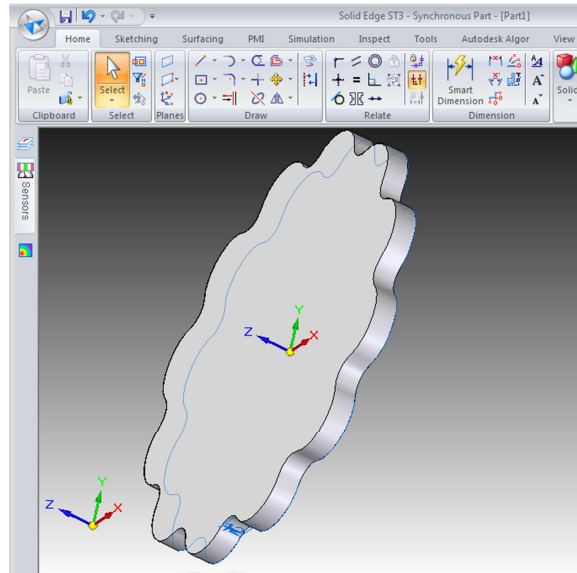 Solid Edge ST3 - Synchronous Part - [Part1]
Home Sketching Surfacing PMI Simulation Inspect Tools Autodesk Algor View
Paste Select Smart Dimension Solid
Clipboard Select Planes Draw Relate Dimension
Sensors
Y
Z X
Y
Z X